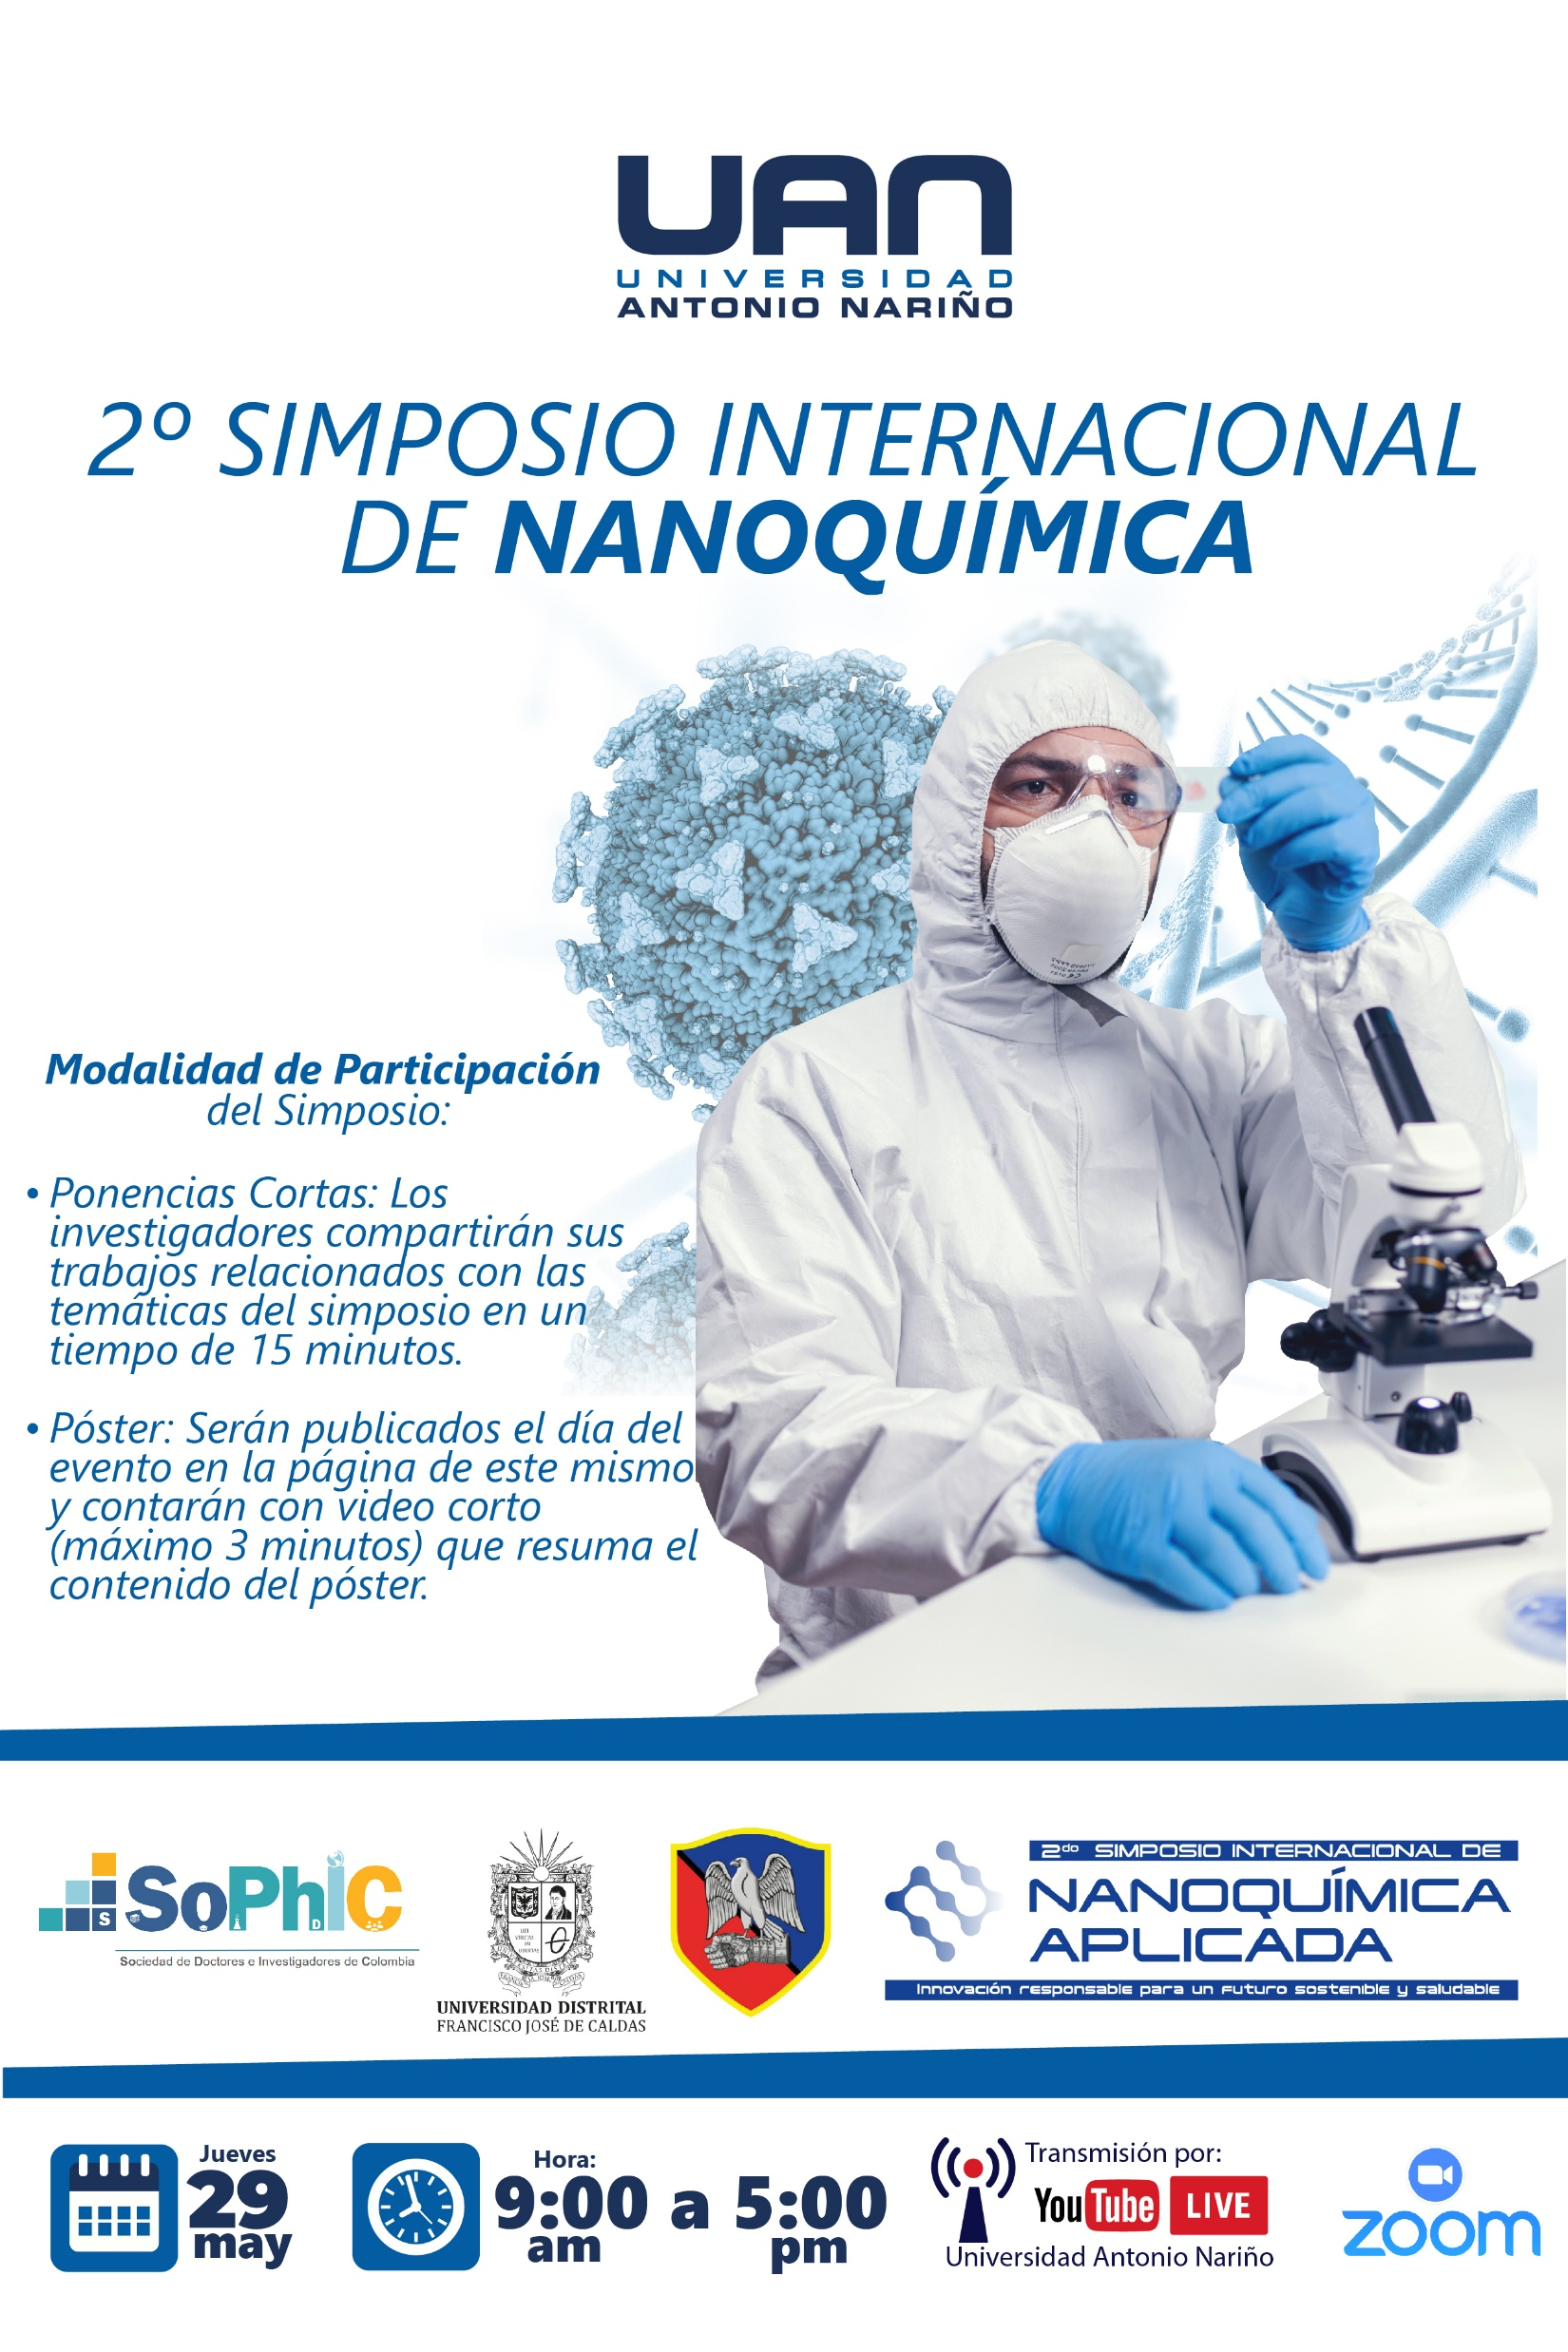 UAN
UNIVERSIDAD
ANTONIO NARIÑO
2º SIMPOSIO INTERNACIONAL
DE NANOQUÍMICA
Modalidad de Participación
del Simposio:
• Ponencias Cortas: Los
investigadores compartirán sus
trabajos relacionados con las
temáticas del simposio en un
tiempo de 15 minutos.
• Póster: Serán publicados el día del
evento en la página de este mismo
y contarán con video corto
(máximo 3 minutos) que resuma el
contenido del póster.
S SoPhIC
D
Sociedad de Doctores e Investigadores de Colombia
UNIVERSIDAD DISTRITAL
FRANCISCO JOSÉ DE CALDAS
2do SIMPOSIO INTERNACIONAL DE
NANOQUÍMICA
APLICADA
Innovación responsable para un futuro sostenible y saludable
Jueves
29
may
Hora:
9:00 a 5:00
am pm
Transmisión por:
YouTube LIVE
Universidad Antonio Nariño
zoom